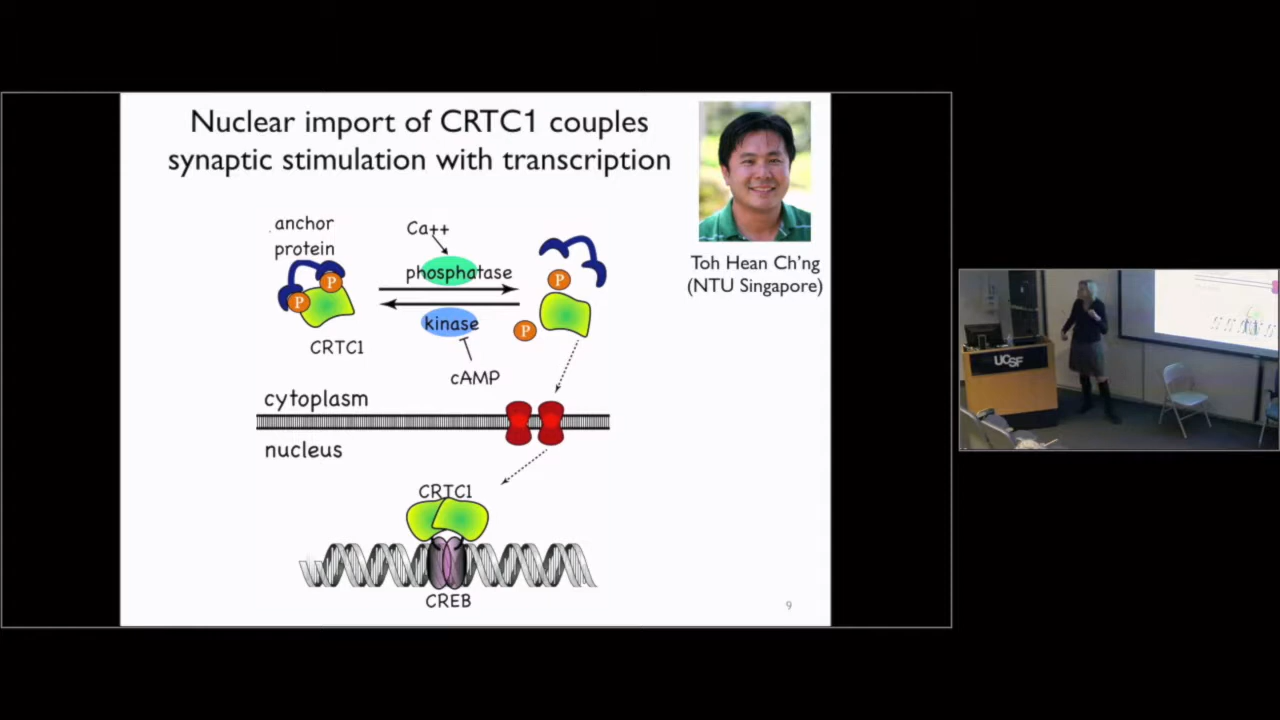 Nuclear import of CRTC1 couples
synaptic stimulation with transcription
Toh Hean Ch'ng
(NTU Singapore)
anchor
protein
Ca++
phosphatase
P
P
P
P
kinase
CRTC1
cAMP
cytoplasm
nucleus
CRTC1
CREB
9
UCSF